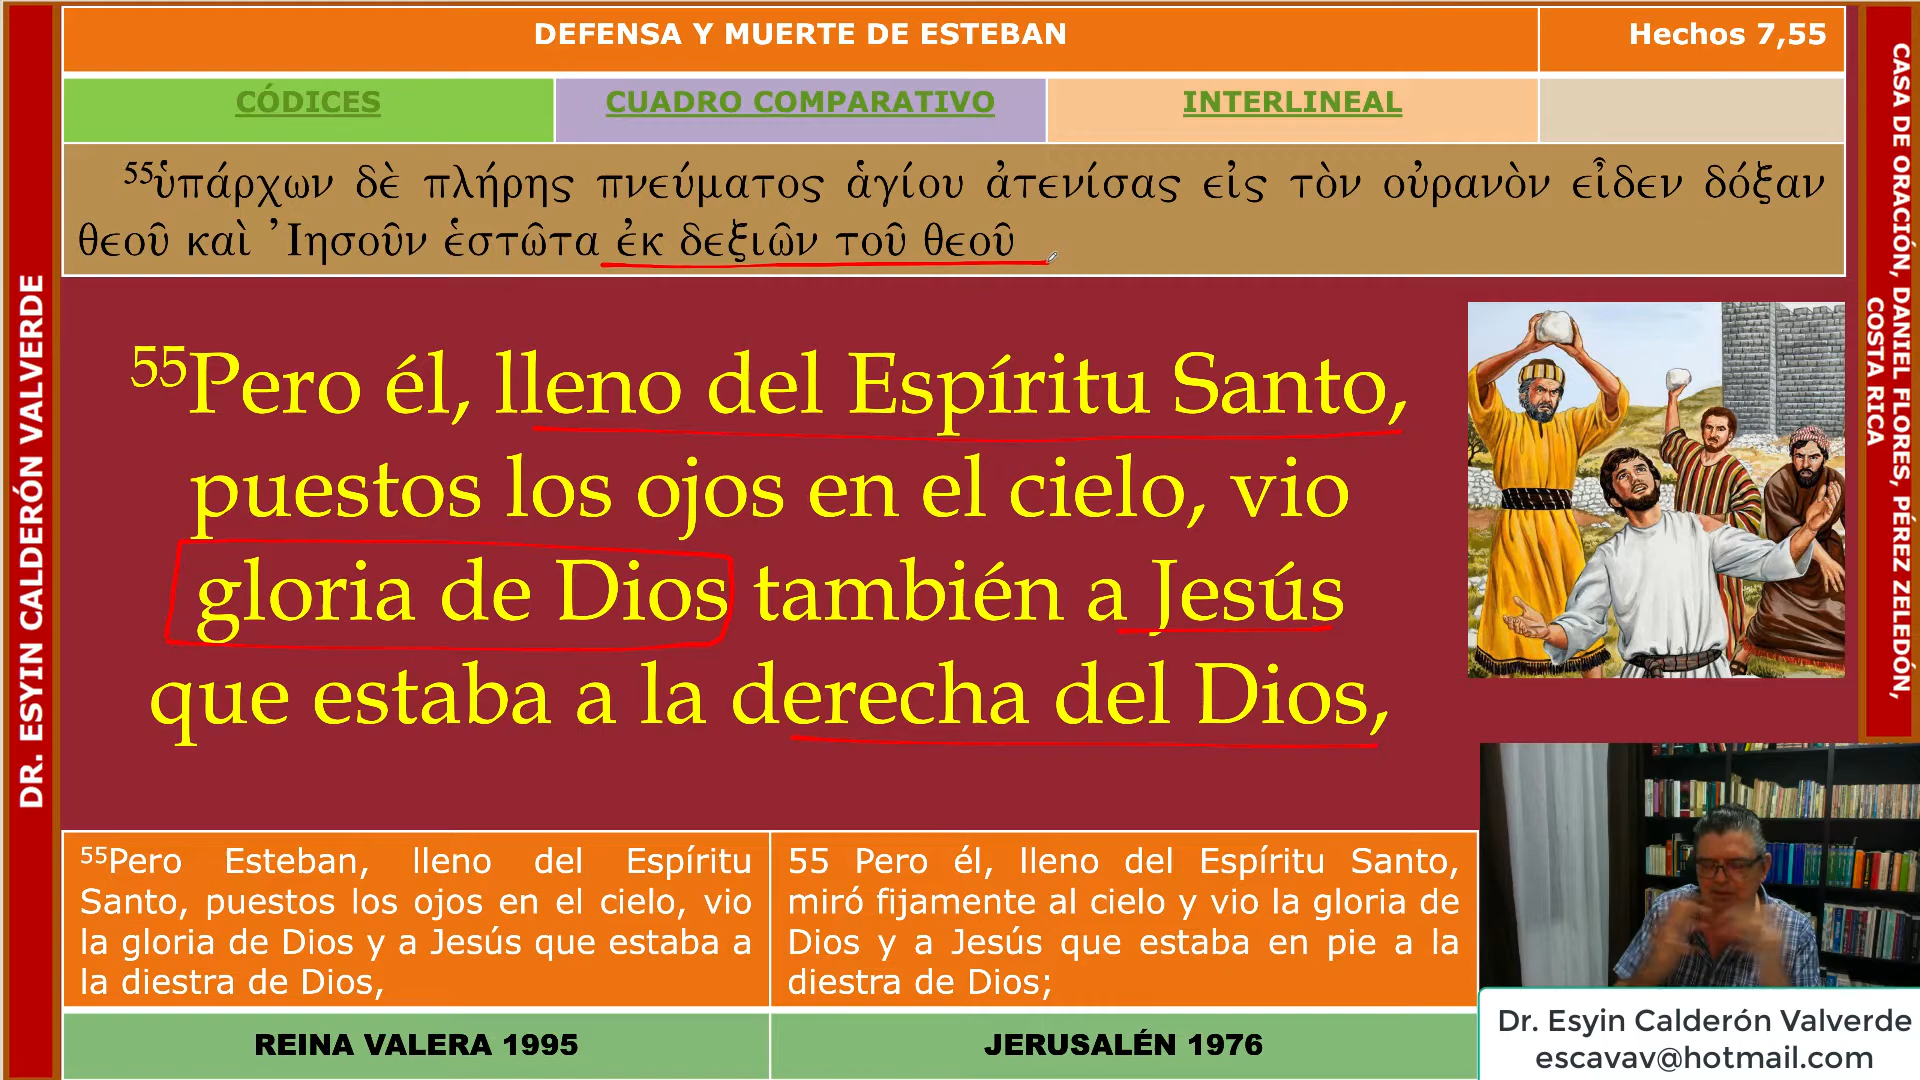 DEFENSA Y MUERTE DE ESTEBAN
Hechos 7,55
CÓDICES
CUADRO COMPARATIVO
INTERLINEAL
55ὑπάρχων δὲ πλήρης πνεύματος ἁγίου ἀτενίσας εἰς τὸν οὐρανὸν εἶδεν δόξαν
θεοῦ καὶ Ἰησοῦν ἑστῶτα ἐκ δεξιῶν τοῦ θεοῦ
55Pero él, lleno del Espíritu Santo,
puestos los ojos en el cielo, vio
gloria de Dios también a Jesús
que estaba a la derecha del Dios,
55Pero Esteban, lleno del Espíritu
Santo, puestos los ojos en el cielo, vio
la gloria de Dios y a Jesús que estaba a
la diestra de Dios,
REINA VALERA 1995
55 Pero él, lleno del Espíritu Santo,
miró fijamente al cielo y vio la gloria de
Dios y a Jesús que estaba en pie a la
diestra de Dios;
JERUSALÉN 1976
DR. ESYIN CALDERÓN VALVERDE
CASA DE ORACIÓN, DANIEL FLORES, PÉREZ ZELEDÓN,
COSTA RICA
Dr. Esyin Calderón Valverde
escavav@hotmail.com